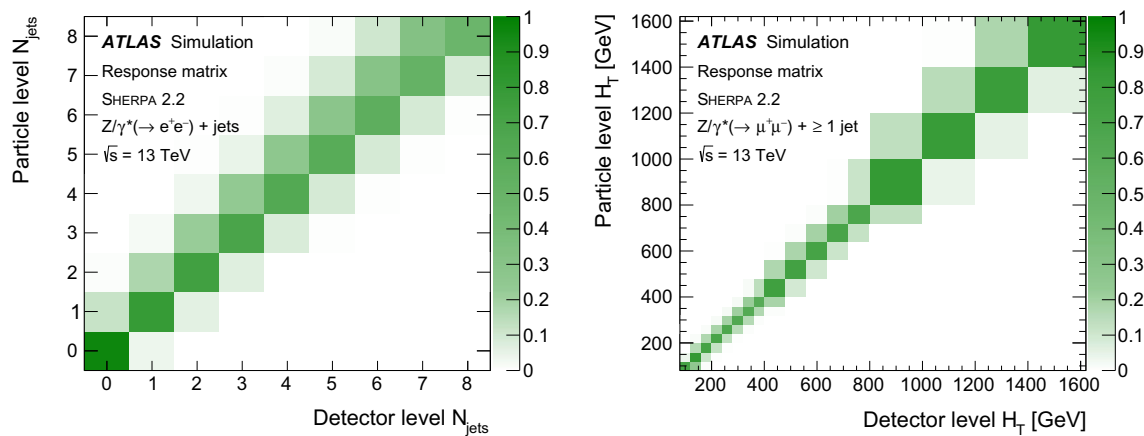 Particle level N_jets
8
7
6
5
4
3
2
1
0
ATLAS Simulation
Response matrix
SHERPA 2.2
Z/γ*(→ e⁺e⁻) + jets
√s = 13 TeV
0 1 2 3 4 5 6 7 8
Detector level N_jets
1
0.9
0.8
0.7
0.6
0.5
0.4
0.3
0.2
0.1
0
Particle level H_T [GeV]
1600
1400
1200
1000
800
600
400
200
ATLAS Simulation
Response matrix
SHERPA 2.2
Z/γ*(→ μ⁺μ⁻) + ≥ 1 jet
√s = 13 TeV
200 400 600 800 1000 1200 1400 1600
Detector level H_T [GeV]
1
0.9
0.8
0.7
0.6
0.5
0.4
0.3
0.2
0.1
0